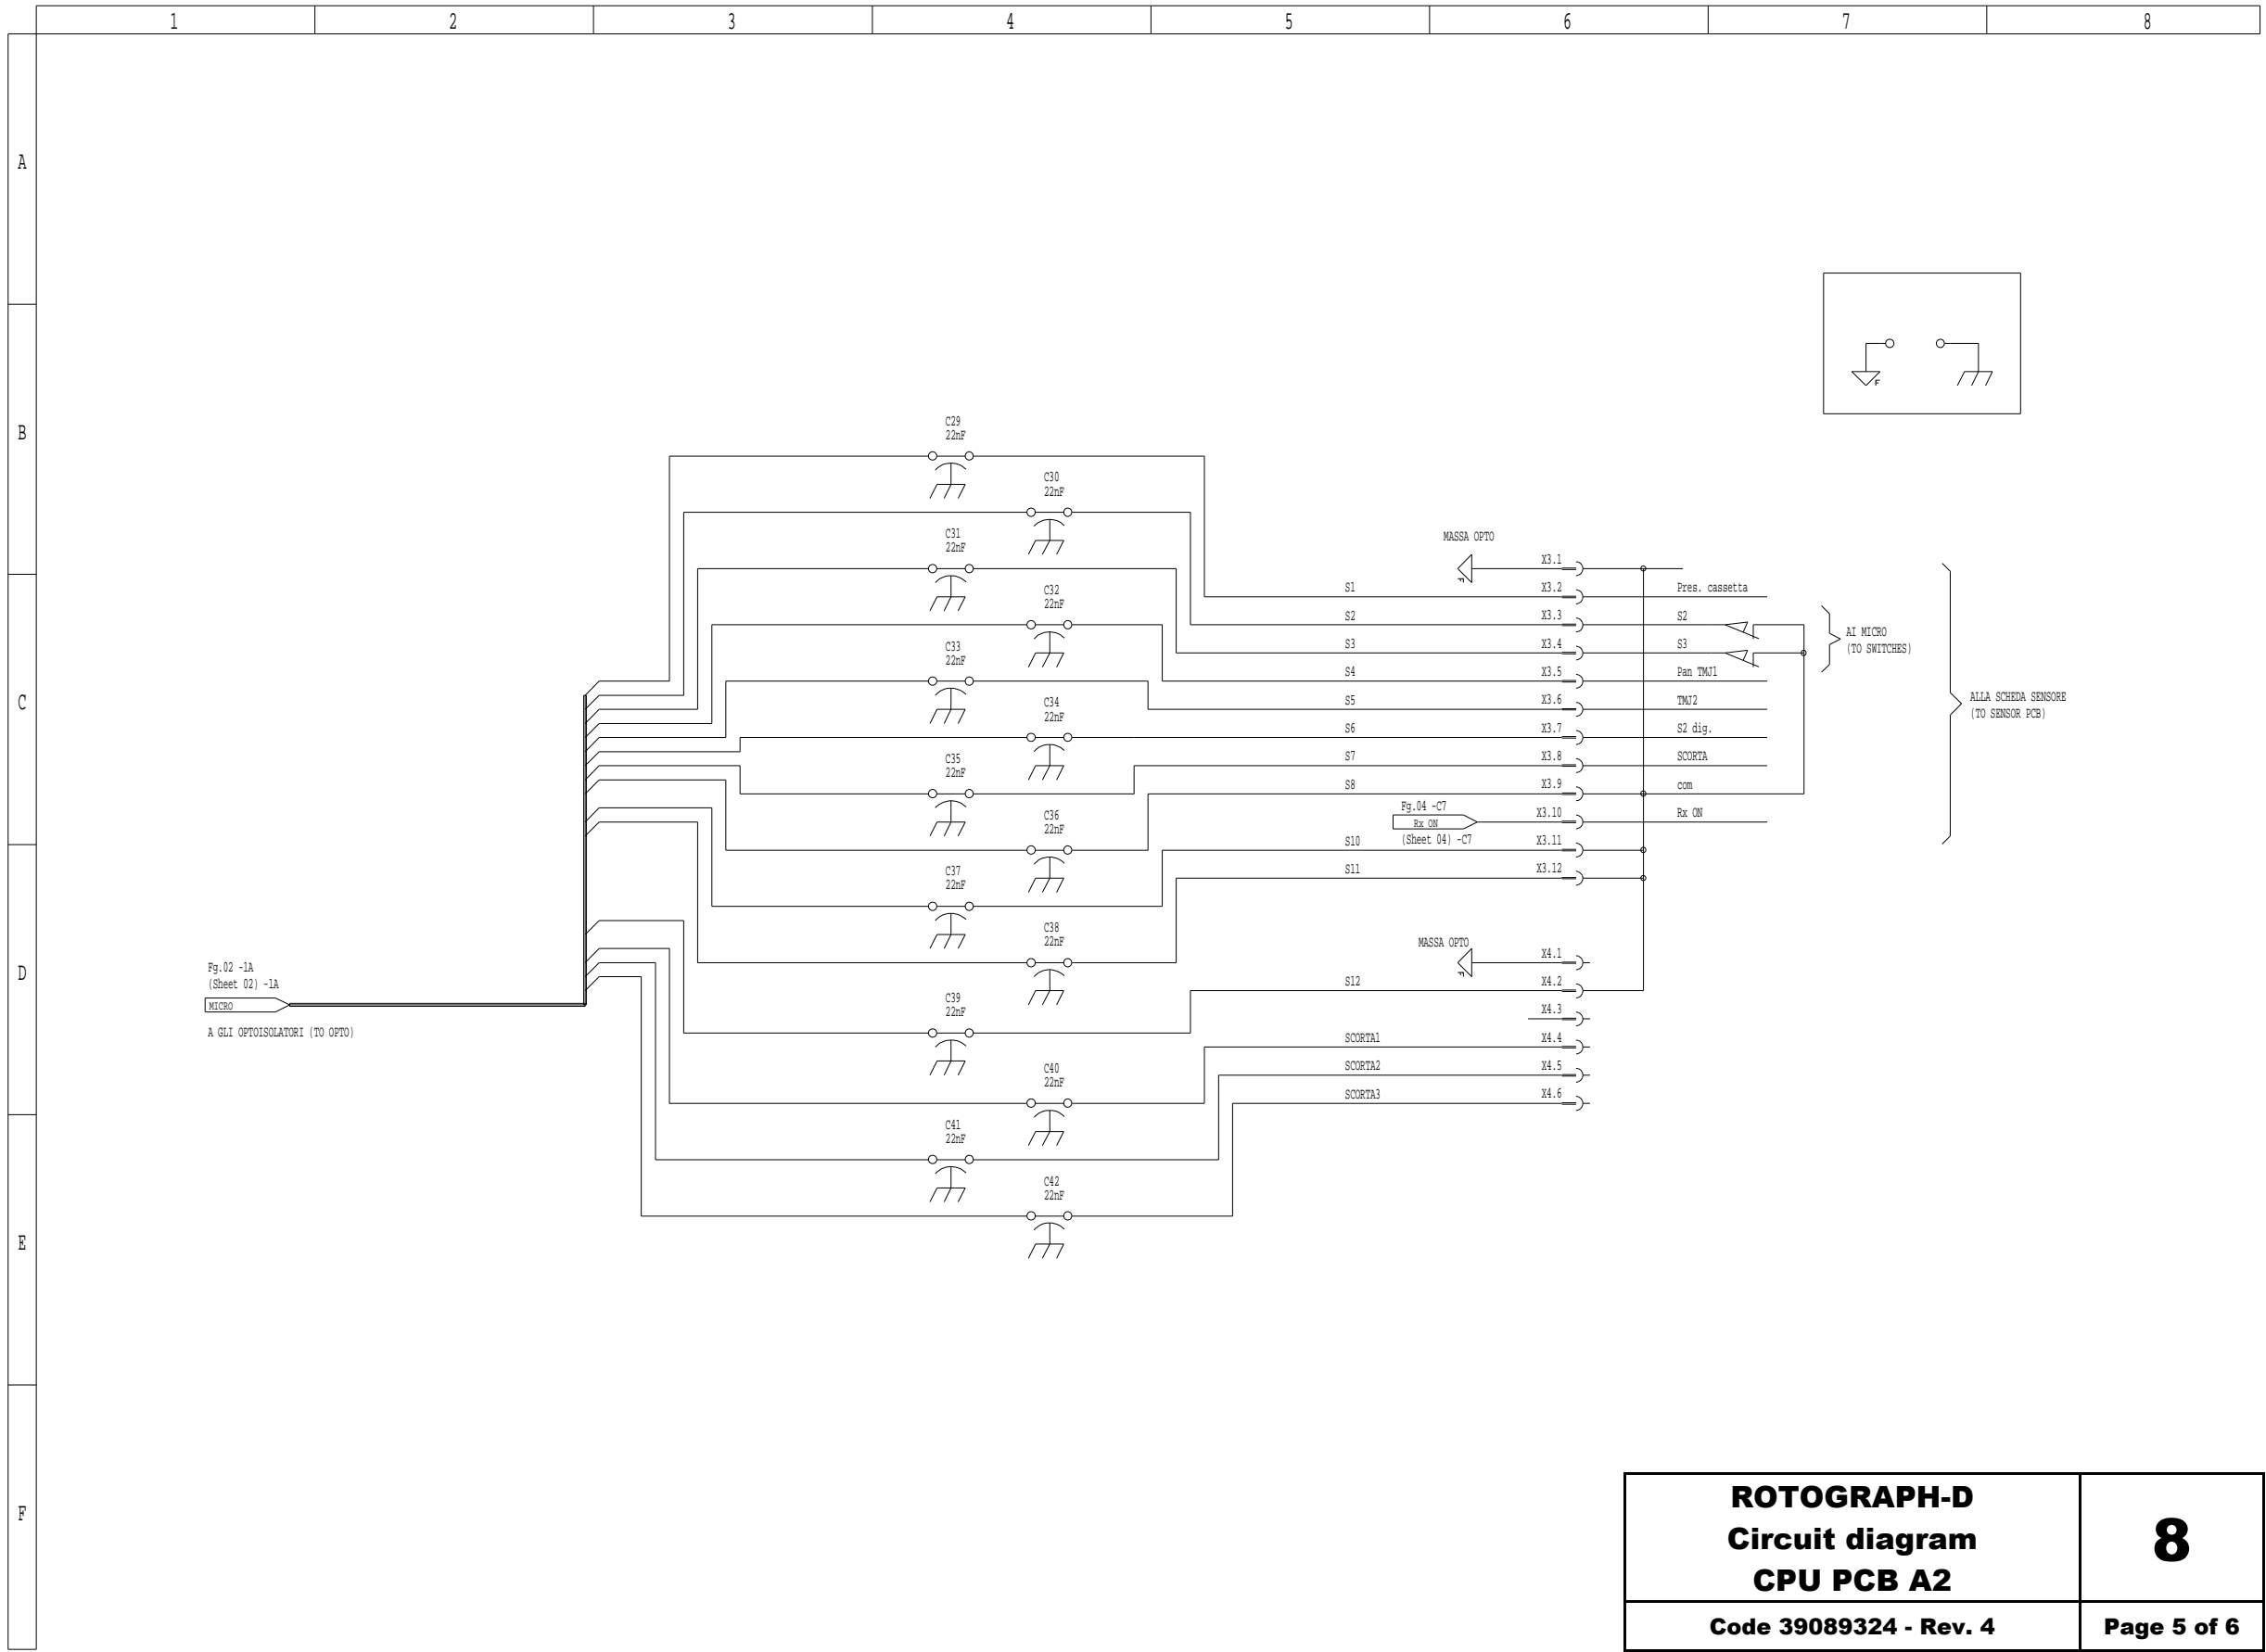 1 2 3 4 5 6 7 8
A
B
C
D
E
F
C29
22nF
C30
22nF
C31
22nF
C32
22nF
C33
22nF
C34
22nF
C35
22nF
C36
22nF
C37
22nF
C38
22nF
C39
22nF
C40
22nF
C41
22nF
C42
22nF
F
Fg.02 -1A
(Sheet 02) -1A
MICRO
A GLI OPTOISOLATORI (TO OPTO)
MASSA OPTO
F
X3.1
S1 X3.2 Pres. cassetta
S2 X3.3 S2
S3 X3.4 S3
S4 X3.5 Pan TMJ1
S5 X3.6 TMJ2
S6 X3.7 S2 dig.
S7 X3.8 SCORTA
S8 X3.9 com
Fg.04 -C7
Rx ON
(Sheet 04) -C7
X3.10 Rx ON
S10 X3.11
S11 X3.12
AI MICRO
(TO SWITCHES)
ALLA SCHEDA SENSORE
(TO SENSOR PCB)
MASSA OPTO
F
X4.1
S12 X4.2
X4.3
SCORTA1 X4.4
SCORTA2 X4.5
SCORTA3 X4.6
ROTOGRAPH-D
Circuit diagram
CPU PCB A2
8
Code 39089324 - Rev. 4
Page 5 of 6